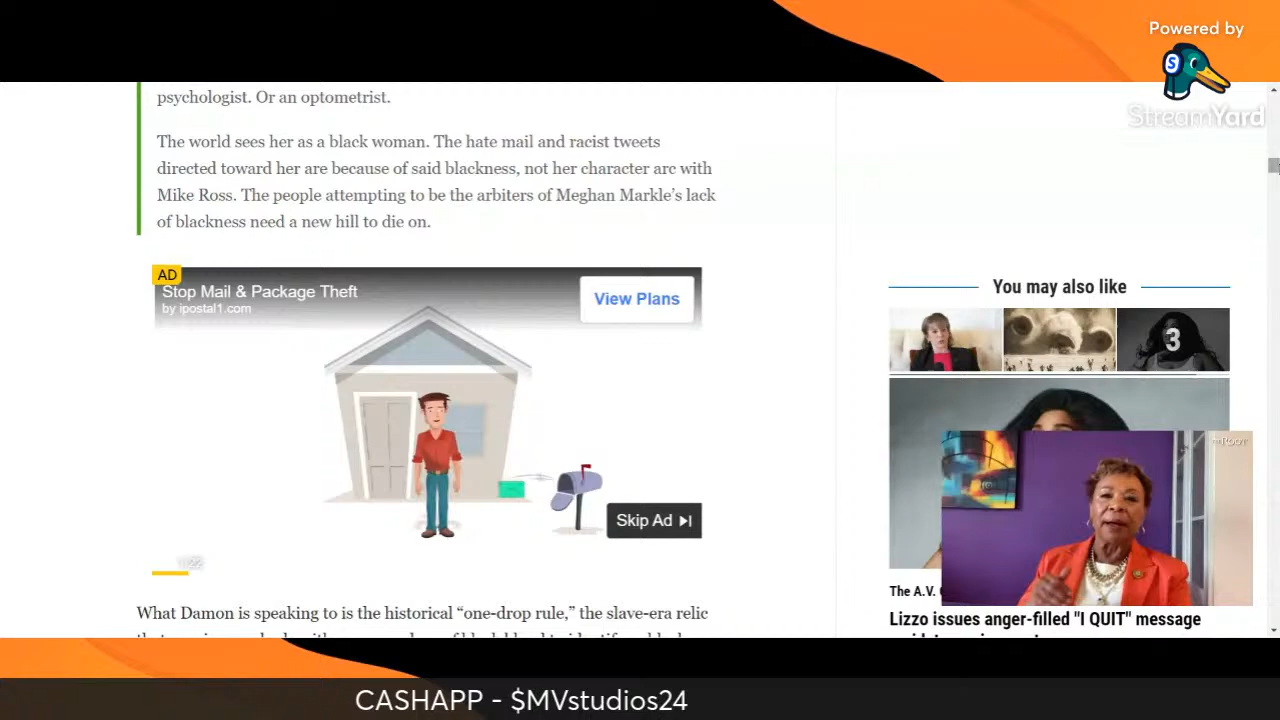 Powered by
S
StreamYard
psychologist. Or an optometrist.
The world sees her as a black woman. The hate mail and racist tweets
directed toward her are because of said blackness, not her character arc with
Mike Ross. The people attempting to be the arbiters of Meghan Markle’s lack
of blackness need a new hill to die on.
AD
Stop Mail & Package Theft
by ipostal1.com
View Plans
Skip Ad
What Damon is speaking to is the historical “one-drop rule,” the slave-era relic
You may also like
3
The A.V.
Lizzo issues anger-filled "I QUIT" message
CASHAPP - $MVstudios24